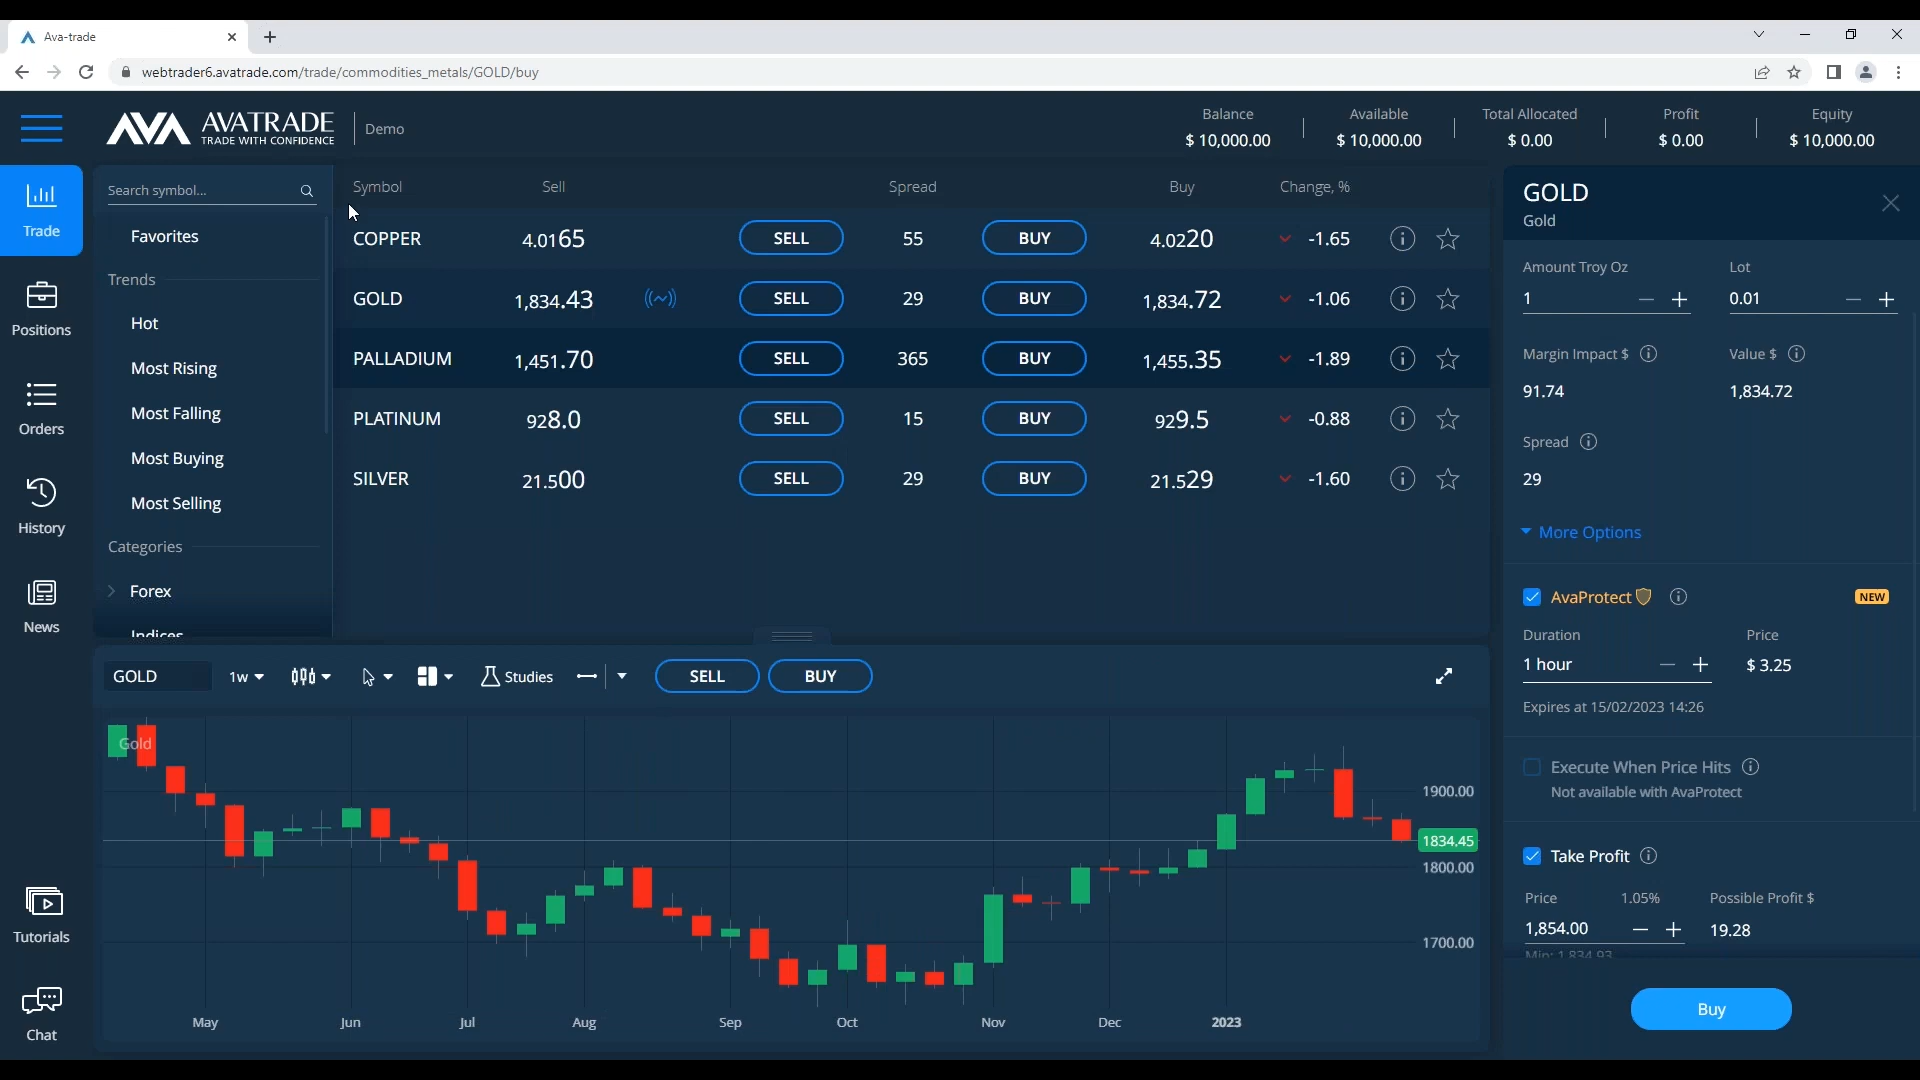 Ava-trade
webtrader6.avatrade.com/trade/commodities_metals/GOLD/buy
AVA AVATRADE
TRADE WITH CONFIDENCE
Demo
Balance Available Total Allocated Profit Equity
$ 10,000.00 $ 10,000.00 $ 0.00 $ 0.00 $ 10,000.00
Trade
Positions
Orders
History
News
Tutorials
Chat
Search symbol...
Favorites
Trends
Hot
Most Rising
Most Falling
Most Buying
Most Selling
Categories
Forex
Indices
Symbol Sell Spread Buy Change, %
COPPER 4.0165 SELL 55 BUY 4.0220 -1.65
GOLD 1,834.43 SELL 29 BUY 1,834.72 -1.06
PALLADIUM 1,451.70 SELL 365 BUY 1,455.35 -1.89
PLATINUM 928.0 SELL 15 BUY 929.5 -0.88
SILVER 21.500 SELL 29 BUY 21.529 -1.60
GOLD 1w Studies SELL BUY
Gold
1900.00
1834.45
1800.00
1700.00
May Jun Jul Aug Sep Oct Nov Dec 2023
GOLD
Gold
Amount Troy Oz Lot
1 0.01
Margin Impact $ Value $
91.74 1,834.72
Spread
29
More Options
AvaProtect NEW
Duration Price
1 hour $ 3.25
Expires at 15/02/2023 14:26
Execute When Price Hits
Not available with AvaProtect
Take Profit
Price 1.05% Possible Profit $
1,854.00 19.28
Min: 1,834.93
Buy